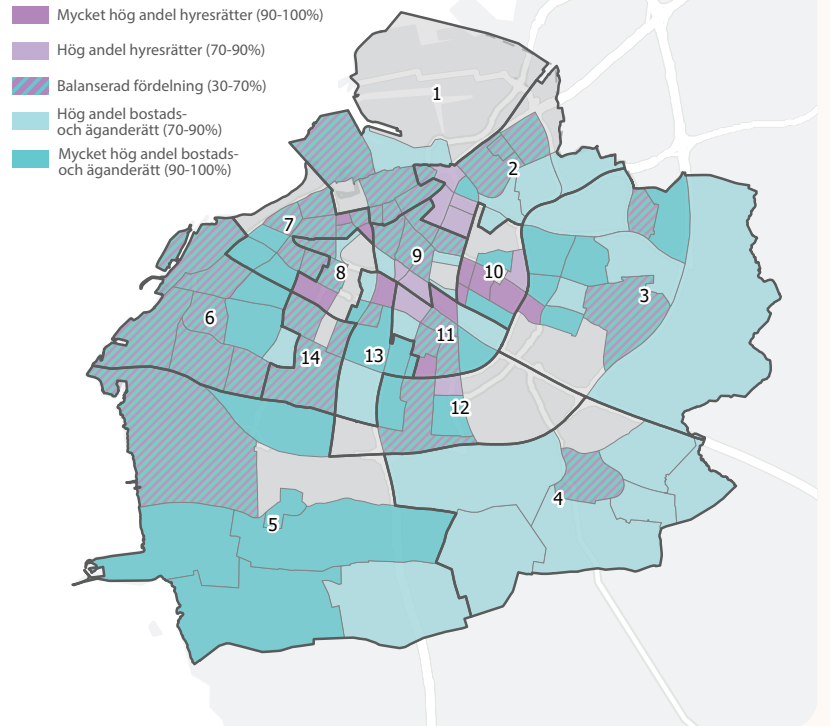 Mycket hög andel hyresrätter (90-100%)
Hög andel hyresrätter (70-90%)
Balanserad fördelning (30-70%)
Hög andel bostads-
och äganderätt (70-90%)
Mycket hög andel bostads-
och äganderätt (90-100%)
1
2
7
9
8
10
3
6
11
14
13
12
4
5